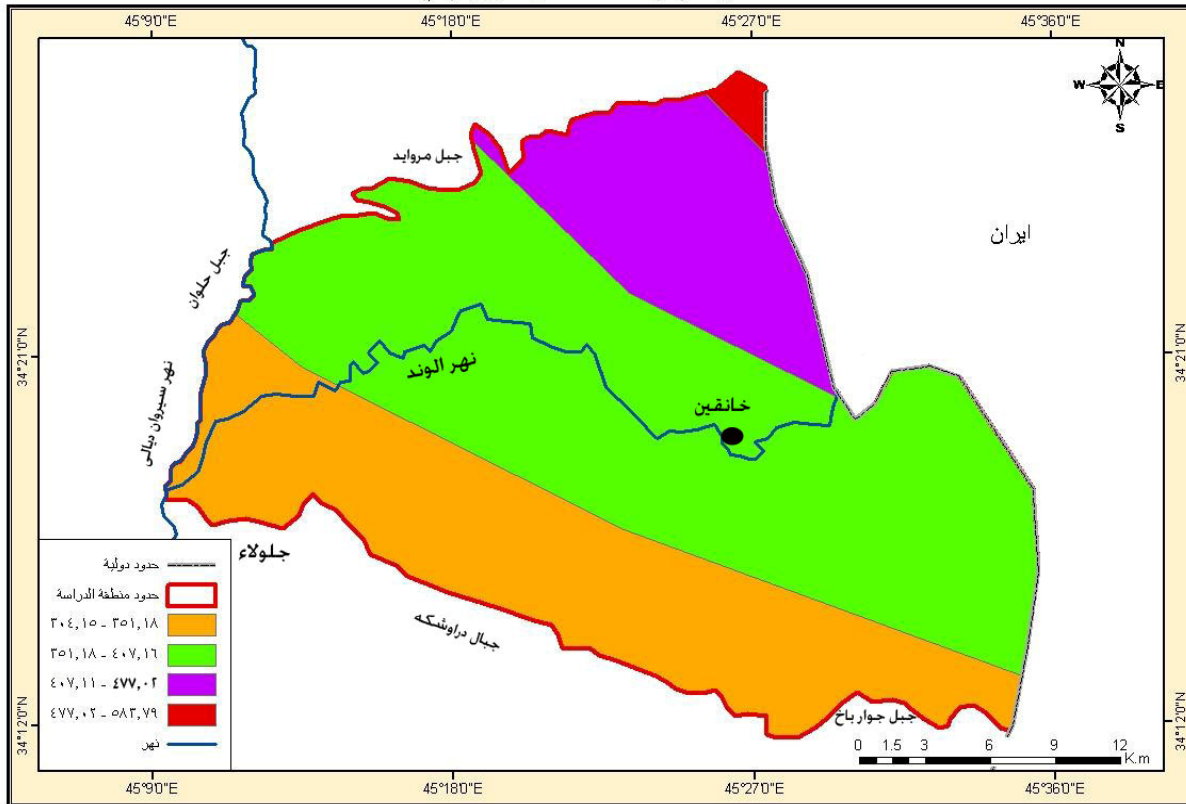 45°9'0"E
45°18'0"E
45°27'0"E
45°36'0"E
N
W E
S
جبل مروايد
ايران
جبل حلوان
34°21'0"N
34°21'0"N
نهر الوند
نهر سيروان ديالى
خانقين
جلولاء
حدود دولية
حدود منطقة الدراسة
٣٠٤,١٥ - ٣٥١,١٨
٣٥١,١٨ - ٤٠٧,١٦
٤٠٧,١١ - ٤٧٧,٠٢
٤٧٧,٠٢ - ٥٨٣,٧٩
نهر
جبال دراوشكه
جبل جوار باخ
34°12'0"N
34°12'0"N
0 1.5 3 6 9 12
K.m
45°9'0"E
45°18'0"E
45°27'0"E
45°36'0"E